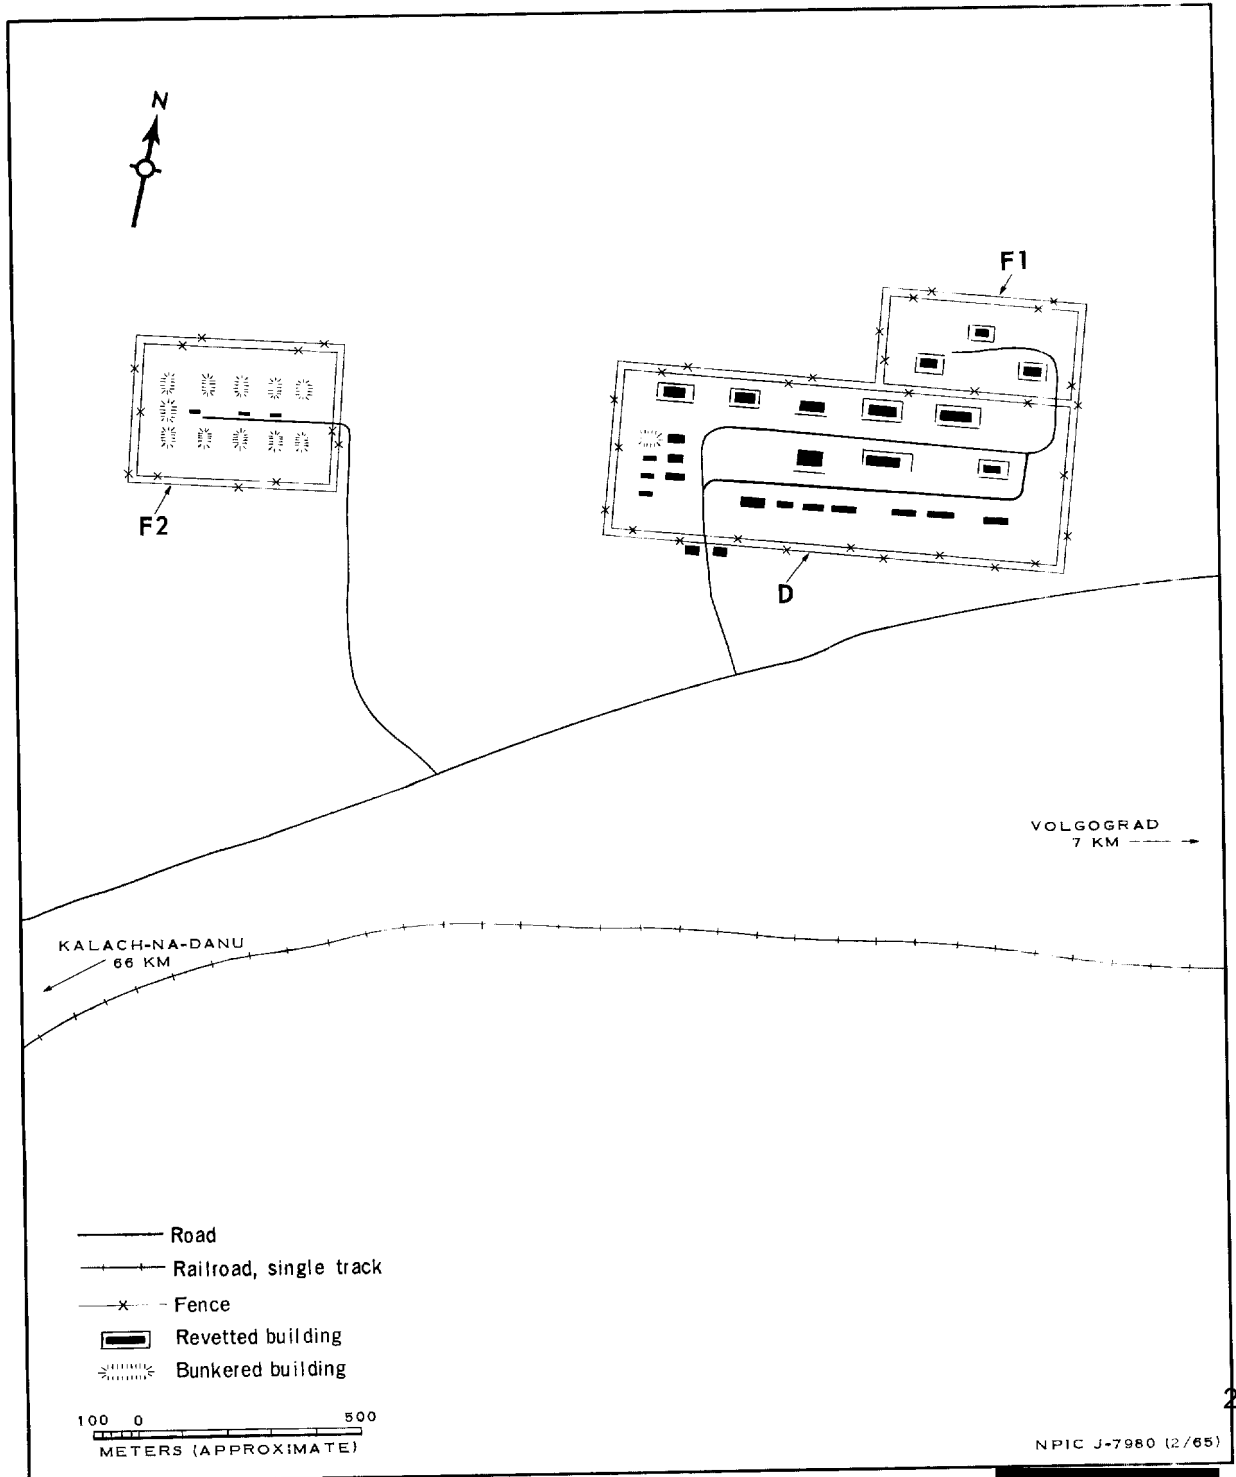 N
F1
F2
D
VOLGOGRAD
7 KM
KALACH-NA-DANU
66 KM
Road
Railroad, single track
Fence
Revetted building
Bunkered building
100 0 500
METERS (APPROXIMATE)
2
NPIC J-7980 (2/65)